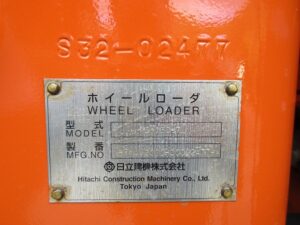 S32-02477
ホイールローダ
WHEEL LOADER
型式
MODEL
製番
MFG.NO
日立建機株式会社
Hitachi Construction Machinery Co., Ltd.
Tokyo Japan